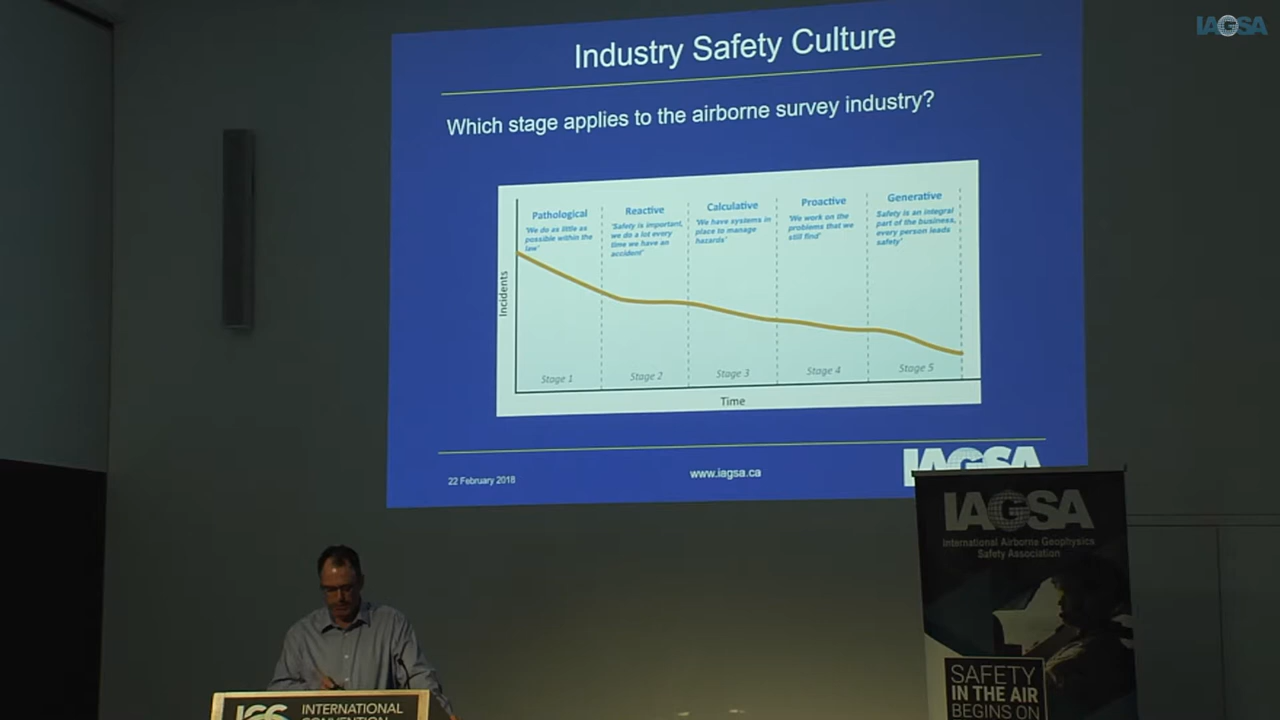 IAGSA
Industry Safety Culture
Which stage applies to the airborne survey industry?
Pathological
'We do as little as
possible within the
law'
Reactive
'Safety is important,
we do a lot every
time we have an
accident'
Calculative
'We have systems in
place to manage
hazards'
Proactive
'We work on the
problems that we
still find'
Generative
Safety is an integral
part of the business,
every person leads
safety'
Incidents
Stage 1
Stage 2
Stage 3
Stage 4
Stage 5
Time
22 February 2018
www.iagsa.ca
IAGSA
IAGSA
International Airborne Geophysics
Safety Association
SAFETY
IN THE AIR
BEGINS ON
INTERNATIONAL
CONVENTION